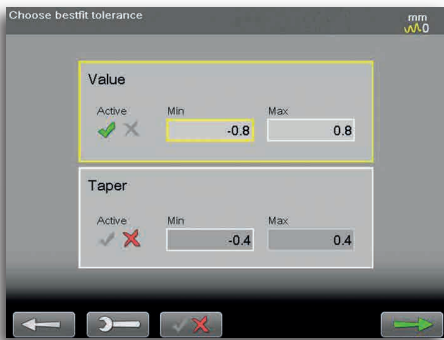 Choose bestfit tolerance
mm
0
Value
Active Min Max
-0.8 0.8
Taper
Active Min Max
-0.4 0.4